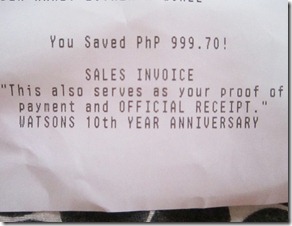 You Saved PhP 999.70!
SALES INVOICE
"This also serves as your proof of
payment and OFFICIAL RECEIPT."
WATSONS 10th YEAR ANNIVERSARY